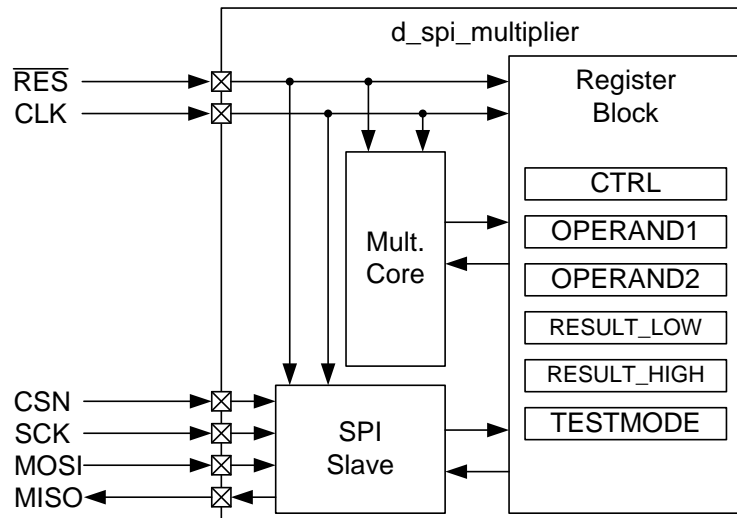 d_spi_multiplier
RES
CLK
Register
Block
CTRL
OPERAND1
OPERAND2
RESULT_LOW
RESULT_HIGH
TESTMODE
Mult.
Core
CSN
SCK
MOSI
MISO
SPI
Slave